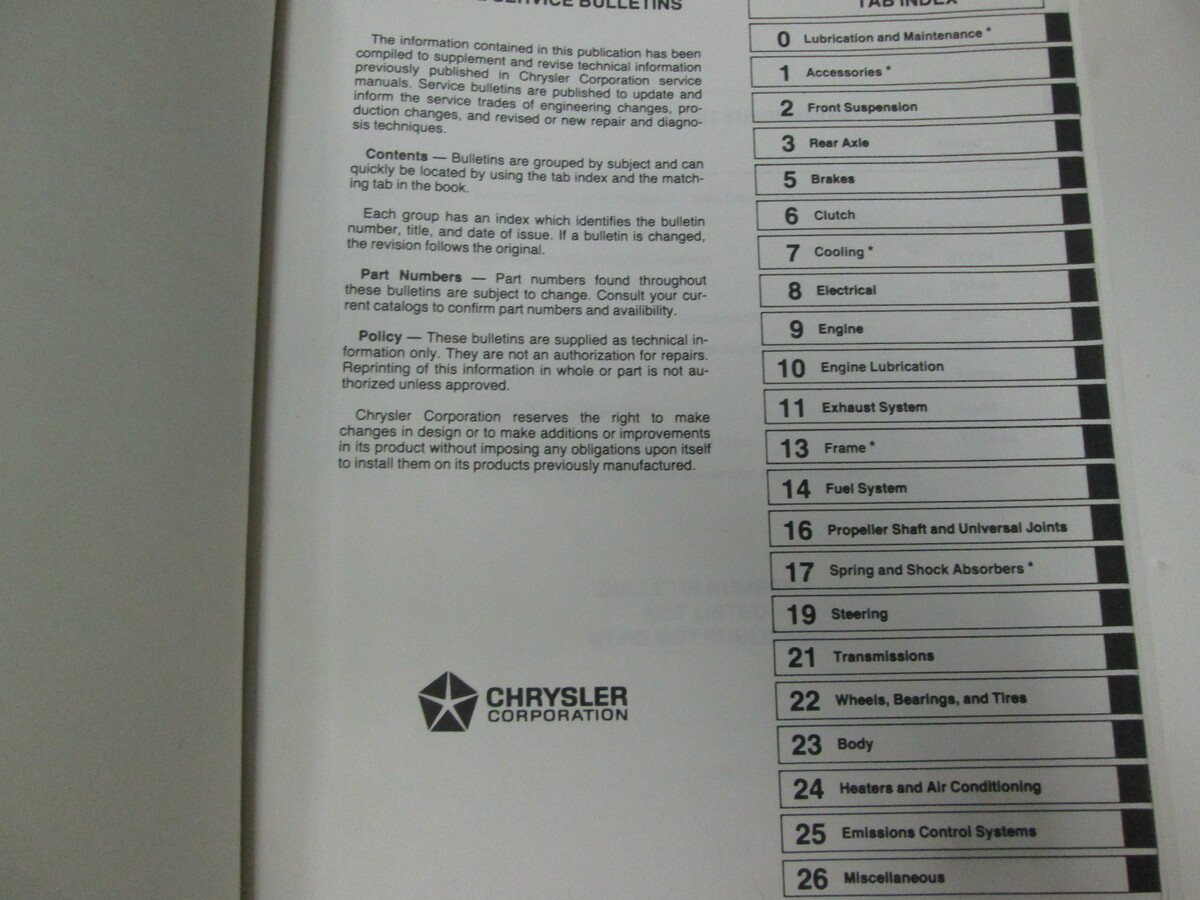 SERVICE BULLETINS
The information contained in this publication has been
compiled to supplement and revise technical information
previously published in Chrysler Corporation service
manuals. Service bulletins are published to update and
inform the service trades of engineering changes, pro-
duction changes, and revised or new repair and diagno-
sis techniques.
Contents — Bulletins are grouped by subject and can
quickly be located by using the tab index and the match-
ing tab in the book.
Each group has an index which identifies the bulletin
number, title, and date of issue. If a bulletin is changed,
the revision follows the original.
Part Numbers — Part numbers found throughout
these bulletins are subject to change. Consult your cur-
rent catalogs to confirm part numbers and availibility.
Policy — These bulletins are supplied as technical in-
formation only. They are not an authorization for repairs.
Reprinting of this information in whole or part is not au-
thorized unless approved.
Chrysler Corporation reserves the right to make
changes in design or to make additions or improvements
in its product without imposing any obligations upon itself
to install them on its products previously manufactured.
CHRYSLER
CORPORATION
TAB INDEX
0 Lubrication and Maintenance *
1 Accessories *
2 Front Suspension
3 Rear Axle
5 Brakes
6 Clutch
7 Cooling *
8 Electrical
9 Engine
10 Engine Lubrication
11 Exhaust System
13 Frame *
14 Fuel System
16 Propeller Shaft and Universal Joints
17 Spring and Shock Absorbers *
19 Steering
21 Transmissions
22 Wheels, Bearings, and Tires
23 Body
24 Heaters and Air Conditioning
25 Emissions Control Systems
26 Miscellaneous